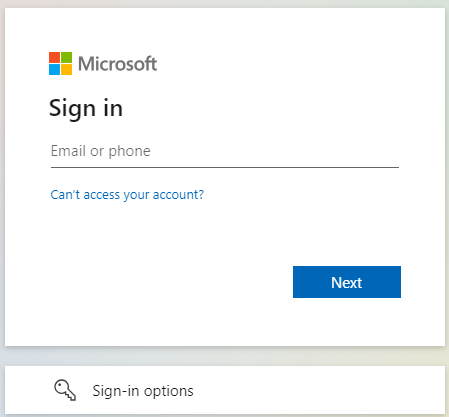 Microsoft
Sign in
Email or phone
Can’t access your account?
Next
Sign-in options